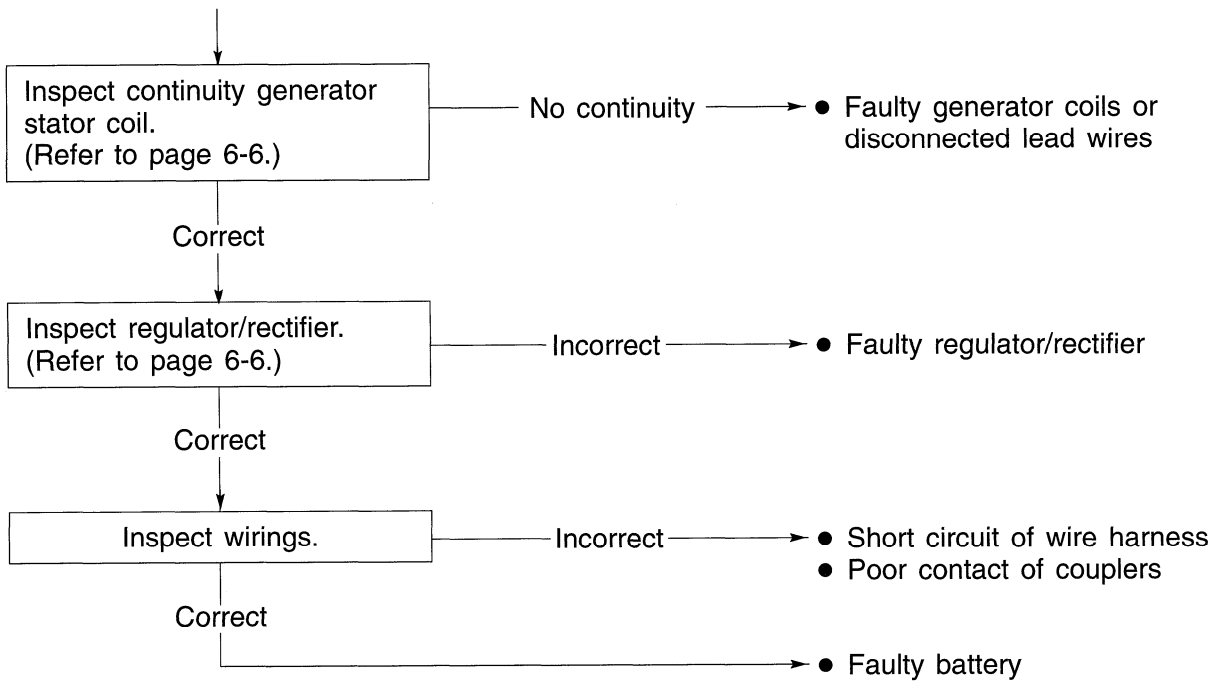 Inspect continuity generator
stator coil.
(Refer to page 6-6.)
No continuity
● Faulty generator coils or
disconnected lead wires
Correct
Inspect regulator/rectifier.
(Refer to page 6-6.)
Incorrect
● Faulty regulator/rectifier
Correct
Inspect wirings.
Incorrect
● Short circuit of wire harness
● Poor contact of couplers
Correct
● Faulty battery